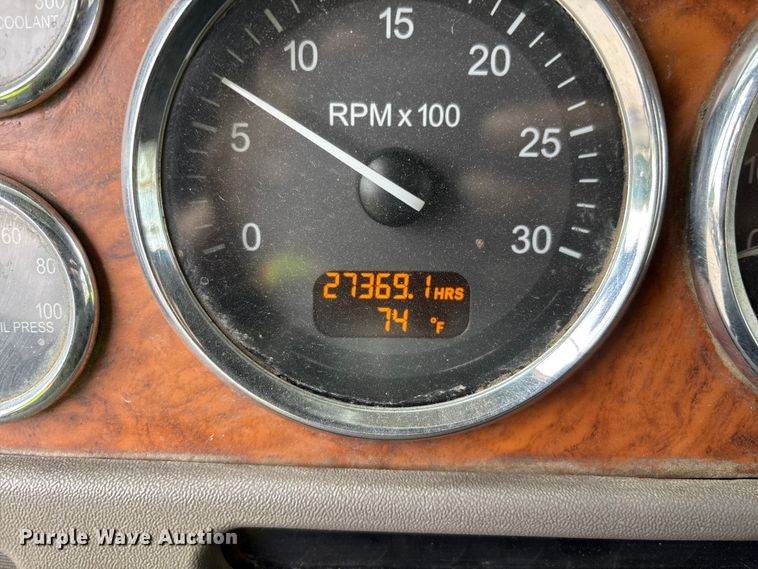 300
COOLANT
60
80
100
IL PRESS
15
10
20
RPM x 100
5
25
0
30
27369.1 HRS
74 °F
Purple Wave Auction